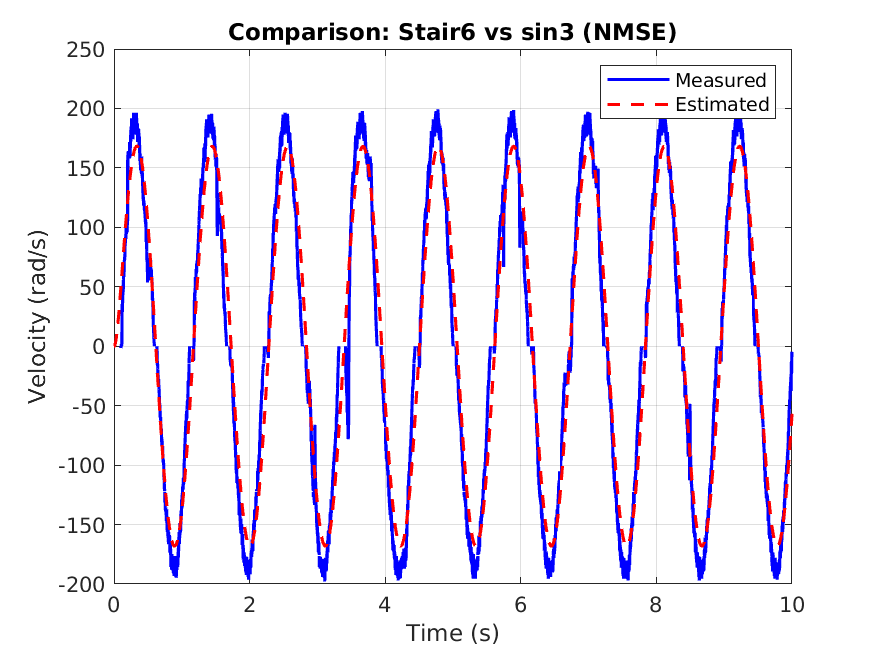 Comparison: Stair6 vs sin3 (NMSE)
Measured
Estimated
Velocity (rad/s)
250
200
150
100
50
0
-50
-100
-150
-200
0 2 4 6 8 10
Time (s)